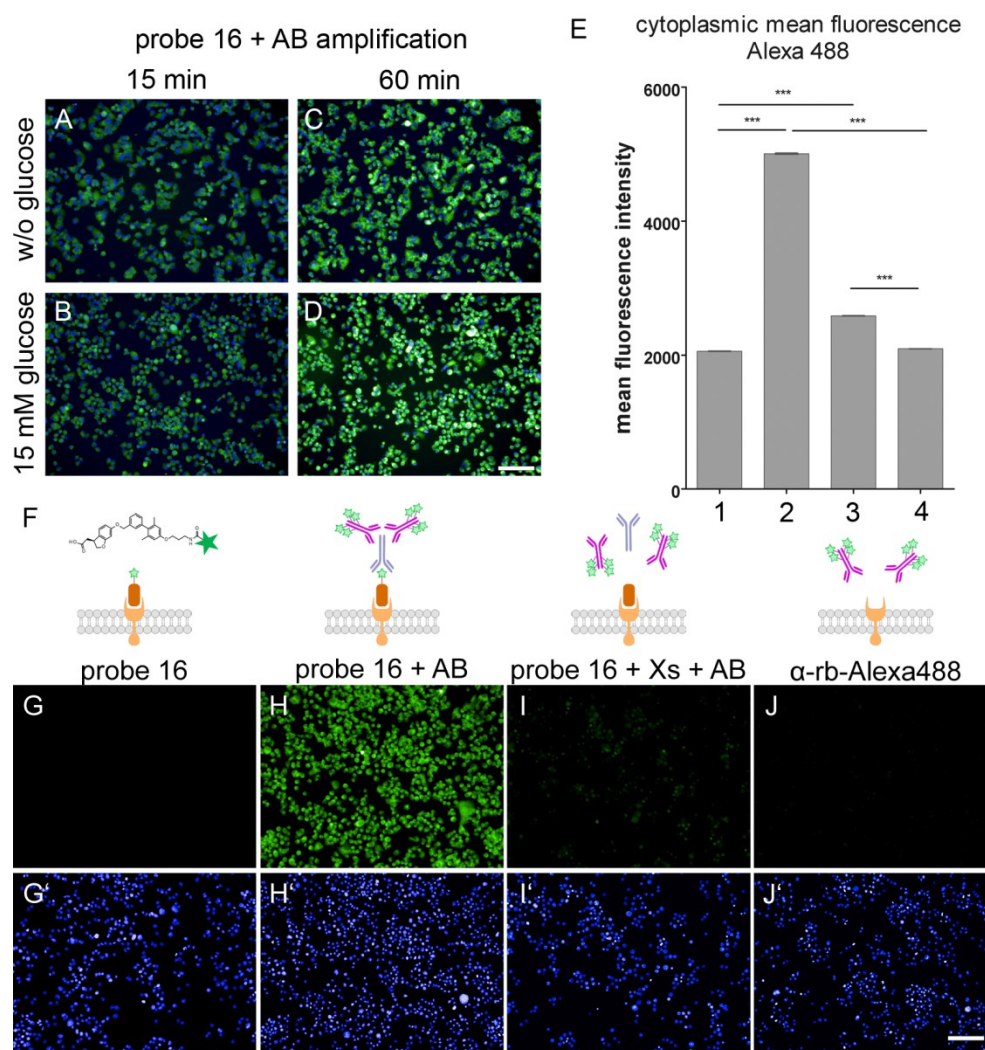 probe 16 + AB amplification
15 min
60 min
w/o glucose
15 mM glucose
A
C
B
D
E
cytoplasmic mean fluorescence
Alexa 488
mean fluorescence intensity
6000
4000
2000
0
***
***
***
***
1
2
3
4
F
HO
O
O
O
O
N
H
O
probe 16
probe 16 + AB
probe 16 + Xs + AB
α-rb-Alexa488
G
H
I
J
G‘
H‘
I‘
J‘